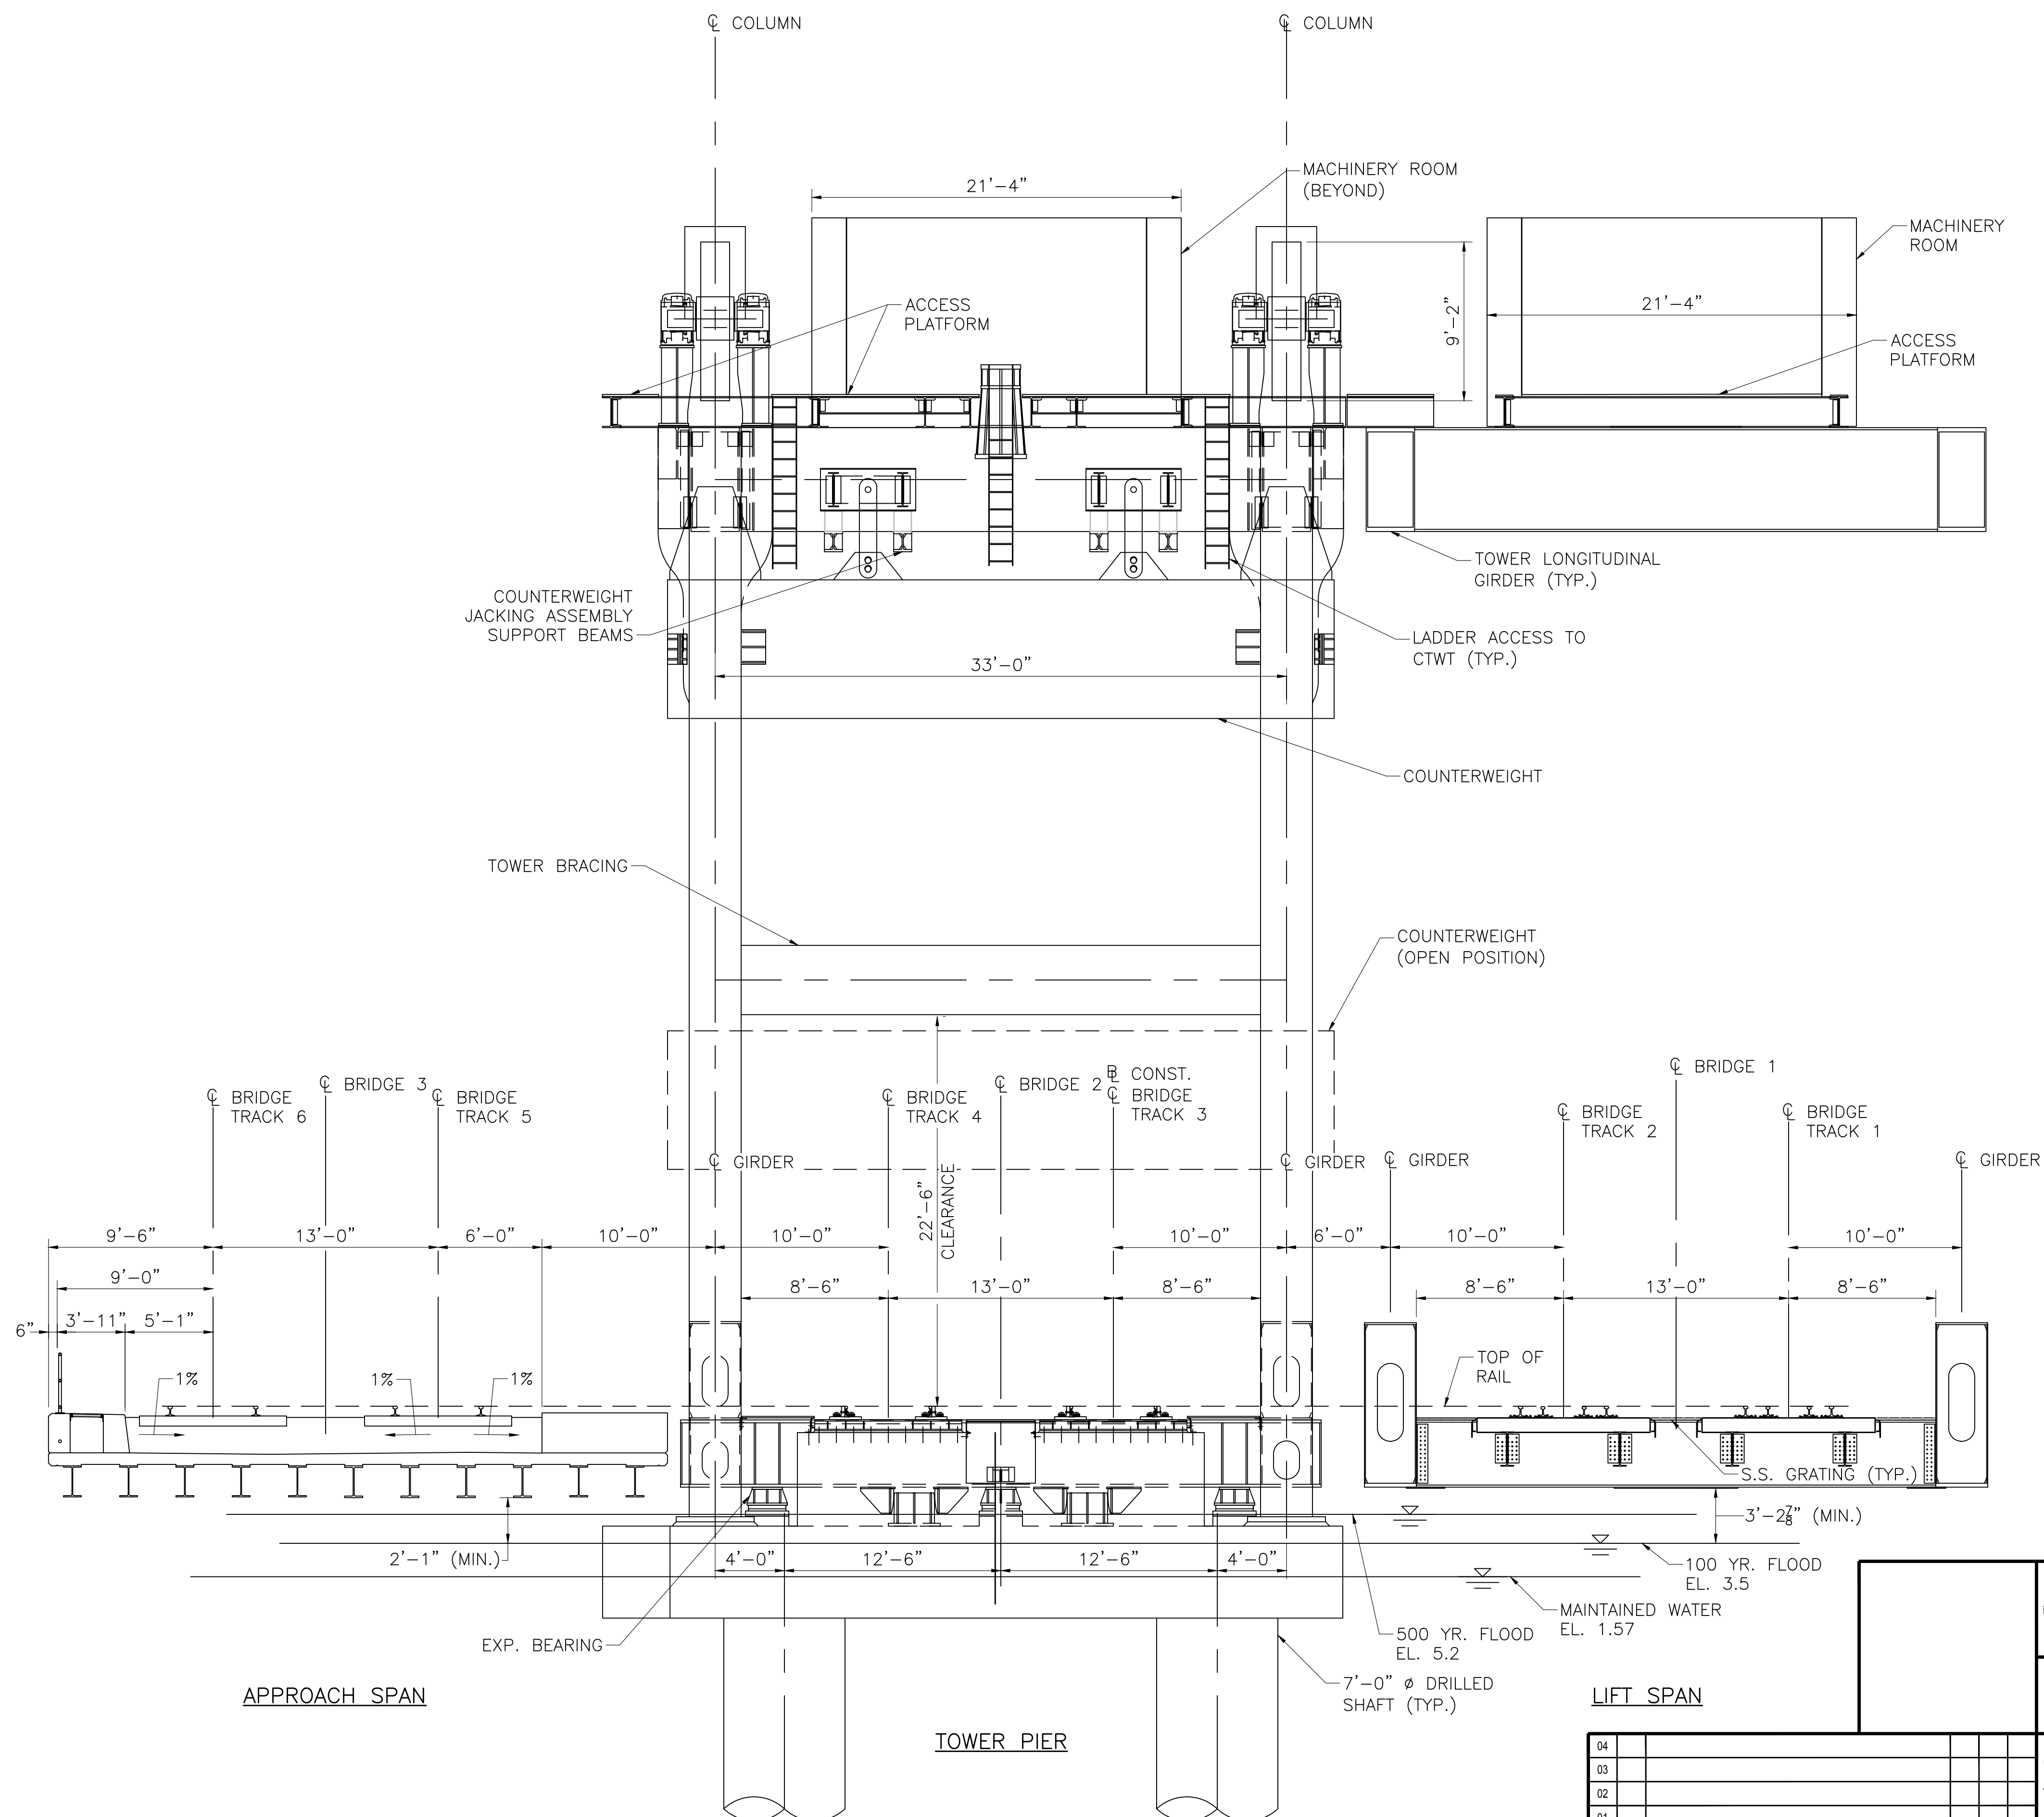 ℄ COLUMN
℄ COLUMN
21'-4"
MACHINERY ROOM
(BEYOND)
MACHINERY
ROOM
ACCESS
PLATFORM
9'-2"
21'-4"
ACCESS
PLATFORM
TOWER LONGITUDINAL
GIRDER (TYP.)
COUNTERWEIGHT
JACKING ASSEMBLY
SUPPORT BEAMS
LADDER ACCESS TO
CTWT (TYP.)
33'-0"
COUNTERWEIGHT
TOWER BRACING
COUNTERWEIGHT
(OPEN POSITION)
℄ BRIDGE
TRACK 6
℄ BRIDGE 3
℄ BRIDGE
TRACK 5
℄ BRIDGE
TRACK 4
℄ BRIDGE 2
B CONST.
℄ BRIDGE
TRACK 3
℄ BRIDGE
TRACK 2
℄ BRIDGE 1
℄ BRIDGE
TRACK 1
℄ GIRDER
℄ GIRDER
℄ GIRDER
℄ GIRDER
22'-6"
CLEARANCE
9'-6"
13'-0"
6'-0"
10'-0"
10'-0"
10'-0"
6'-0"
10'-0"
10'-0"
9'-0"
8'-6"
13'-0"
8'-6"
8'-6"
13'-0"
8'-6"
6"
3'-11"
5'-1"
1%
1%
1%
TOP OF
RAIL
S.S. GRATING (TYP.)
3'-2⅞" (MIN.)
2'-1" (MIN.)
4'-0"
12'-6"
12'-6"
4'-0"
100 YR. FLOOD
EL. 3.5
MAINTAINED WATER
EL. 1.57
500 YR. FLOOD
EL. 5.2
EXP. BEARING
7'-0" ø DRILLED
SHAFT (TYP.)
APPROACH SPAN
TOWER PIER
LIFT SPAN
04
03
02
01